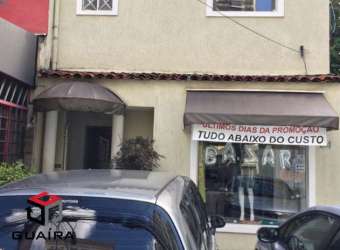 ÚLTIMOS DIAS DA PROMOÇÃO
TUDO ABAIXO DO CUSTO
BAZAR
GUAÍRA